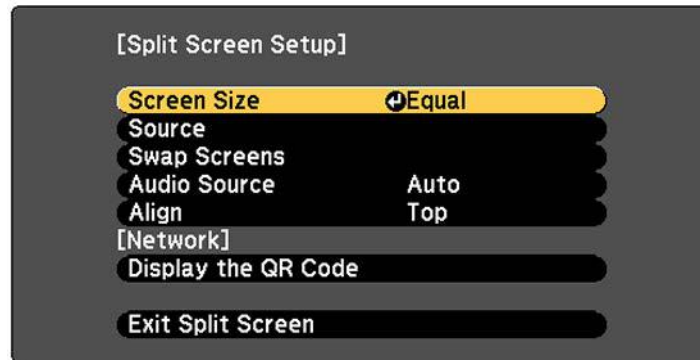 [Split Screen Setup]
Screen Size Equal
Source
Swap Screens
Audio Source Auto
Align Top
[Network]
Display the QR Code
Exit Split Screen